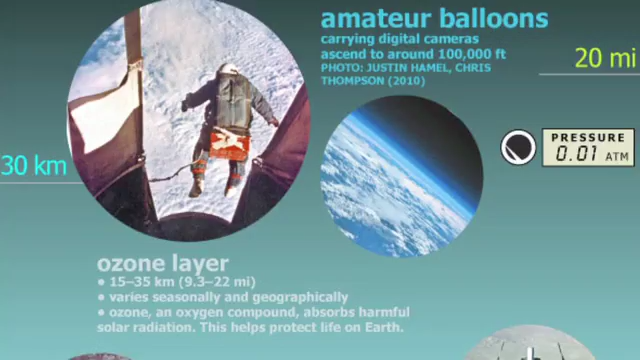 amateur balloons
carrying digital cameras
ascend to around 100,000 ft
PHOTO: JUSTIN HAMEL, CHRIS
THOMPSON (2010)
20 mi
PRESSURE
0.01 ATM
30 km
ozone layer
• 15–35 km (9.3–22 mi)
• varies seasonally and geographically
• ozone, an oxygen compound, absorbs harmful
solar radiation. This helps protect life on Earth.